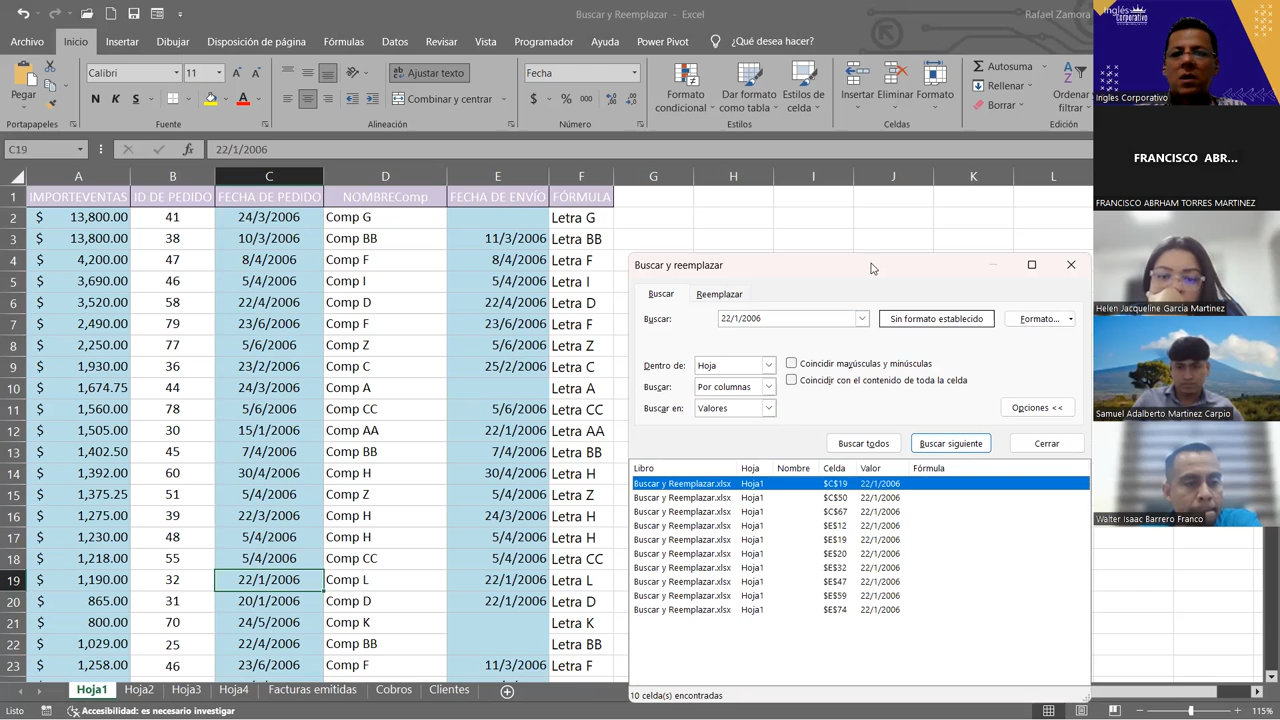 Buscar y Reemplazar - Excel
Rafael Zamora
Archivo Inicio Insertar Dibujar Disposición de página Fórmulas Datos Revisar Vista Programador Ayuda Power Pivot ¿Qué desea hacer?
Pegar
Calibri 11
N K S
Ajustar texto
Combinar y centrar
Fecha
$ % 000
Formato condicional
Dar formato como tabla
Estilos de celda
Insertar Eliminar Formato
Autosuma
Rellenar
Borrar
Ordenar filtrar
Portapapeles Fuente Alineación Número Estilos Celdas Edición
C19 fx 22/1/2006
A B C D E F G H I J K L
1 IMPORTEVENTAS ID DE PEDIDO FECHA DE PEDIDO NOMBREComp FECHA DE ENVÍO FÓRMULA
2 $ 13,800.00 41 24/3/2006 Comp G Letra G
3 $ 13,800.00 38 10/3/2006 Comp BB 11/3/2006 Letra BB
4 $ 4,200.00 47 8/4/2006 Comp F 8/4/2006 Letra F
5 $ 3,690.00 46 5/4/2006 Comp I 5/4/2006 Letra I
6 $ 3,520.00 58 22/4/2006 Comp D 22/4/2006 Letra D
7 $ 2,490.00 79 23/6/2006 Comp F 23/6/2006 Letra F
8 $ 2,250.00 77 5/6/2006 Comp Z 5/6/2006 Letra Z
9 $ 1,930.00 36 23/2/2006 Comp C 25/2/2006 Letra C
10 $ 1,674.75 44 24/3/2006 Comp A Letra A
11 $ 1,560.00 78 5/6/2006 Comp CC 5/6/2006 Letra CC
12 $ 1,505.00 30 15/1/2006 Comp AA 22/1/2006 Letra AA
13 $ 1,402.50 45 7/4/2006 Comp BB 7/4/2006 Letra BB
14 $ 1,392.00 60 30/4/2006 Comp H 30/4/2006 Letra H
15 $ 1,375.25 51 5/4/2006 Comp Z 5/4/2006 Letra Z
16 $ 1,275.00 39 22/3/2006 Comp H 24/3/2006 Letra H
17 $ 1,230.00 48 5/4/2006 Comp H 5/4/2006 Letra H
18 $ 1,218.00 55 5/4/2006 Comp CC 5/4/2006 Letra CC
19 $ 1,190.00 32 22/1/2006 Comp L 22/1/2006 Letra L
20 $ 865.00 31 20/1/2006 Comp D 22/1/2006 Letra D
21 $ 800.00 70 24/5/2006 Comp K Letra K
22 $ 1,029.00 25 22/4/2006 Comp BB Letra BB
23 $ 1,258.00 46 23/6/2006 Comp F 11/3/2006 Letra F
Buscar y reemplazar
Buscar Reemplazar
Buscar: 22/1/2006 Sin formato establecido Formato...
Dentro de: Hoja Coincidir mayúsculas y minúsculas
Buscar: Por columnas Coincidir con el contenido de toda la celda
Buscar en: Valores Opciones <<
Buscar todos Buscar siguiente Cerrar
Libro Hoja Nombre Celda Valor Fórmula
Buscar y Reemplazar.xlsx Hoja1 $C$19 22/1/2006
Buscar y Reemplazar.xlsx Hoja1 $C$50 22/1/2006
Buscar y Reemplazar.xlsx Hoja1 $C$67 22/1/2006
Buscar y Reemplazar.xlsx Hoja1 $E$12 22/1/2006
Buscar y Reemplazar.xlsx Hoja1 $E$19 22/1/2006
Buscar y Reemplazar.xlsx Hoja1 $E$20 22/1/2006
Buscar y Reemplazar.xlsx Hoja1 $E$32 22/1/2006
Buscar y Reemplazar.xlsx Hoja1 $E$47 22/1/2006
Buscar y Reemplazar.xlsx Hoja1 $E$59 22/1/2006
Buscar y Reemplazar.xlsx Hoja1 $E$74 22/1/2006
10 celda(s) encontradas
Hoja1 Hoja2 Hoja3 Hoja4 Facturas emitidas Cobros Clientes
Listo Accesibilidad: es necesario investigar 115%
Inglés
Corporativo
Ingles Corporativo
FRANCISCO ABR...
FRANCISCO ABRHAM TORRES MARTINEZ
Helen Jacqueline Garcia Martinez
Samuel Adalberto Martinez Carpio
Walter Isaac Barrero Franco